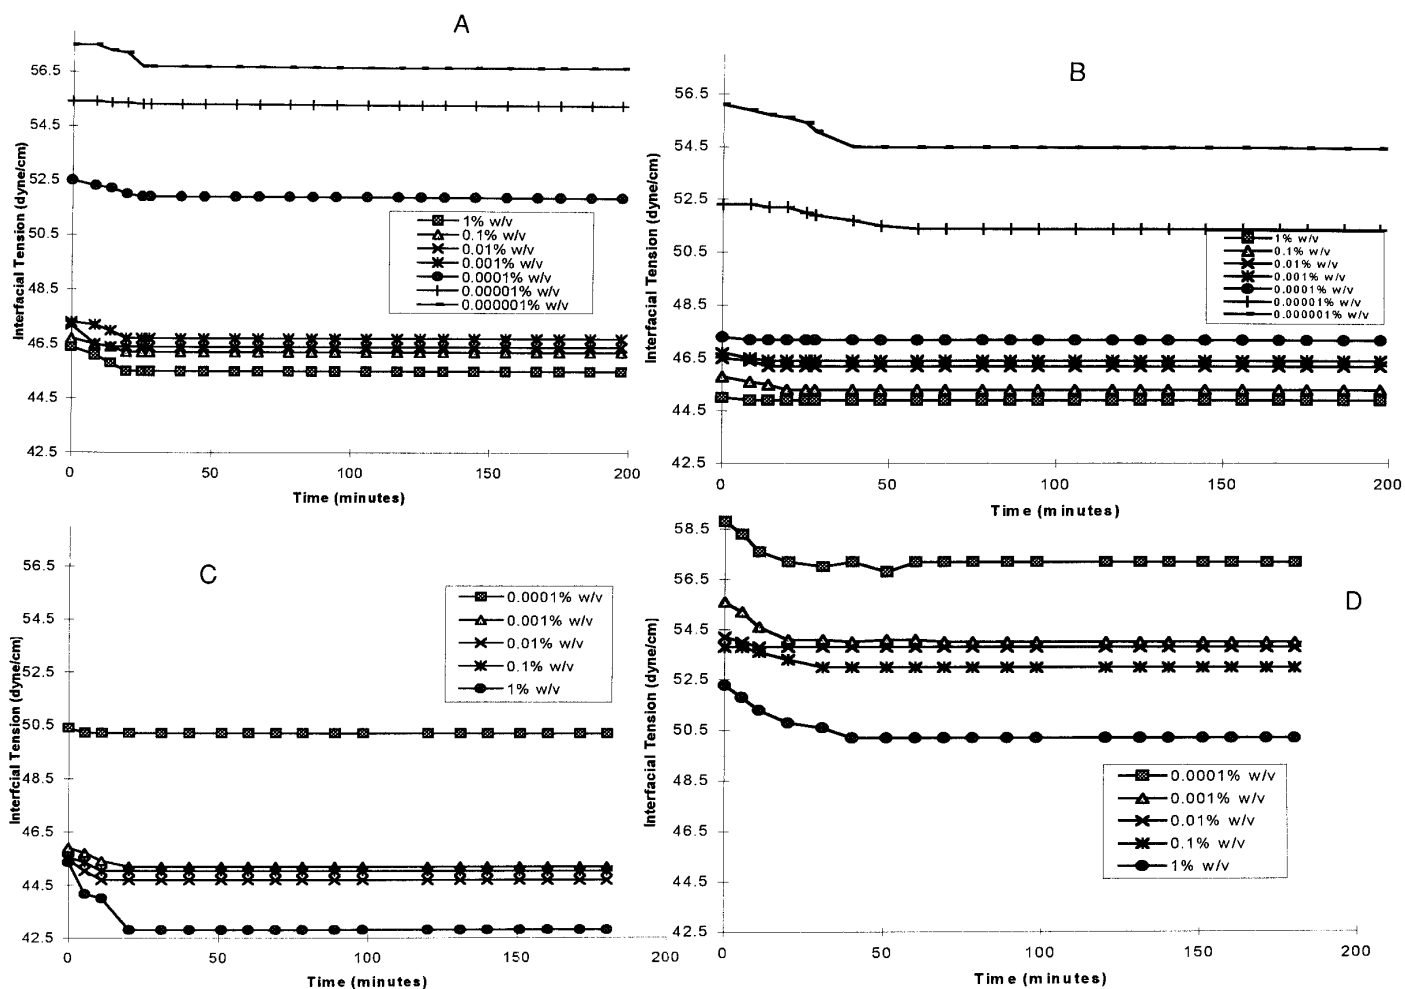 A
Interfacial Tension (dyne/cm)
56.5
54.5
52.5
50.5
48.5
46.5
44.5
42.5
0
50
100
150
200
Time (minutes)
1% w/v
0.1% w/v
0.01% w/v
0.001% w/v
0.0001% w/v
0.00001% w/v
0.000001% w/v
B
Interfacial Tension (dyne/cm)
56.5
54.5
52.5
50.5
48.5
46.5
44.5
42.5
0
50
100
150
200
Time (minutes)
1% w/v
0.1% w/v
0.01% w/v
0.001% w/v
0.0001% w/v
0.00001% w/v
0.000001% w/v
C
Interfcial Tension (dyne/cm)
56.5
54.5
52.5
50.5
48.5
46.5
44.5
42.5
0
50
100
150
200
Time (minutes)
0.0001% w/v
0.001% w/v
0.01% w/v
0.1% w/v
1% w/v
D
Interfacial Tension (dyne/cm)
58.5
56.5
54.5
52.5
50.5
48.5
46.5
44.5
42.5
0
50
100
150
200
Time (minutes)
0.0001% w/v
0.001% w/v
0.01% w/v
0.1% w/v
1% w/v